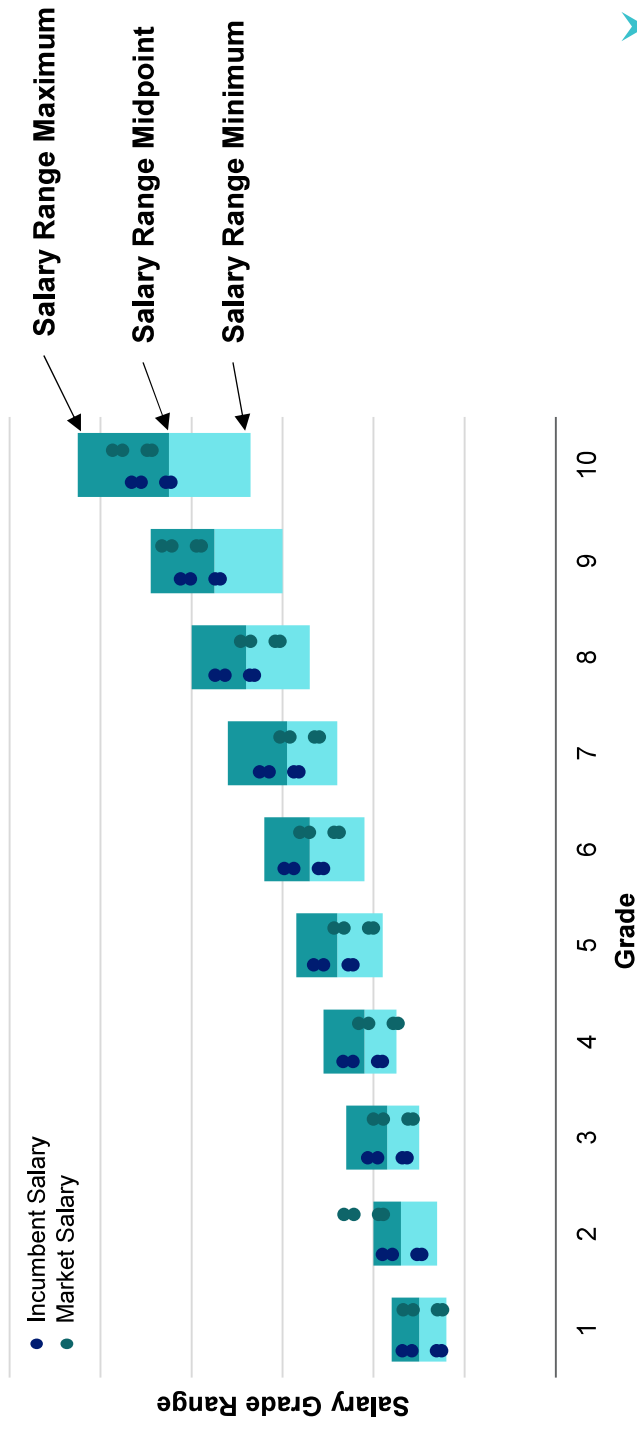 Incumbent Salary
Market Salary
Salary Range Maximum
Salary Range Midpoint
Salary Range Minimum
Salary Grade Range
1 2 3 4 5 6 7 8 9 10
Grade